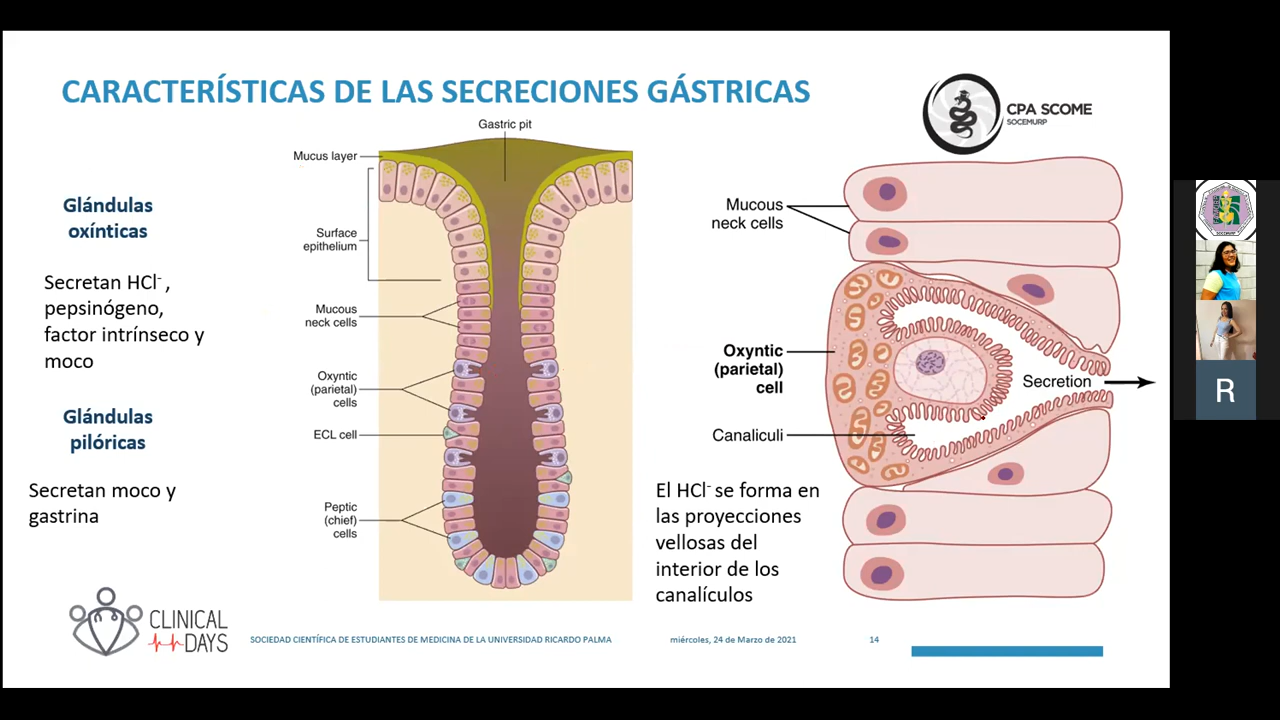 CARACTERÍSTICAS DE LAS SECRECIONES GÁSTRICAS
CPA SCOME
SOCEMURP
Glándulas
oxínticas
Secretan HCl⁻ ,
pepsinógeno,
factor intrínseco y
moco
Glándulas
pilóricas
Secretan moco y
gastrina
Gastric pit
Mucus layer
Surface
epithelium
Mucous
neck cells
Oxyntic
(parietal)
cells
ECL cell
Peptic
(chief)
cells
Mucous
neck cells
Oxyntic
(parietal)
cell
Secretion
Canaliculi
El HCl⁻ se forma en
las proyecciones
vellosas del
interior de los
canalículos
CLINICAL
DAYS
SOCIEDAD CIENTÍFICA DE ESTUDIANTES DE MEDICINA DE LA UNIVERSIDAD RICARDO PALMA
miércoles, 24 de Marzo de 2021
14
R